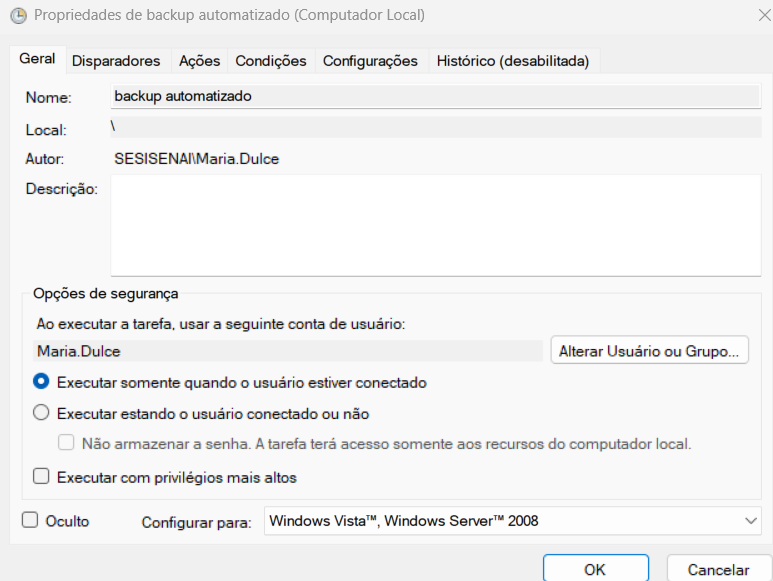 Propriedades de backup automatizado (Computador Local)
Geral Disparadores Ações Condições Configurações Histórico (desabilitada)
Nome: backup automatizado
Local: \
Autor: SESISENAI\Maria.Dulce
Descrição:
Opções de segurança
Ao executar a tarefa, usar a seguinte conta de usuário:
Maria.Dulce Alterar Usuário ou Grupo...
Executar somente quando o usuário estiver conectado
Executar estando o usuário conectado ou não
Não armazenar a senha. A tarefa terá acesso somente aos recursos do computador local.
Executar com privilégios mais altos
Oculto Configurar para: Windows Vista™, Windows Server™ 2008
OK Cancelar